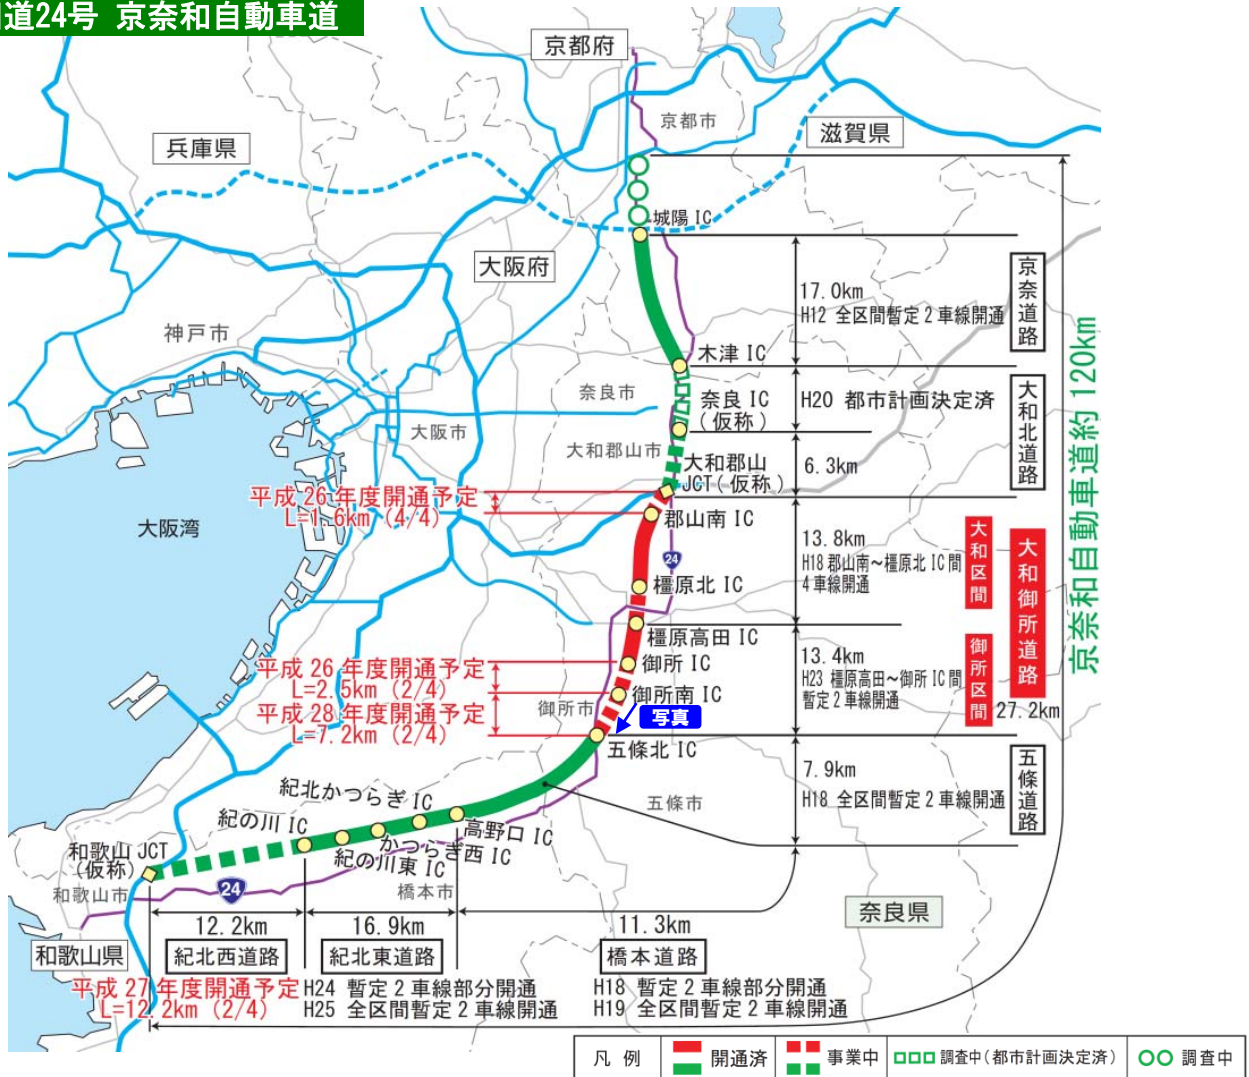 道24号 京奈和自動車道
京都府
京都市
滋賀県
兵庫県
城陽 IC
大阪府
17.0km
H12 全区間暫定2車線開通
京奈道路
神戸市
木津 IC
奈良市
奈良 IC
(仮称)
H20 都市計画決定済
大和北道路
大阪市
大和郡山市
大和郡山
JCT(仮称)
6.3km
京奈和自動車道約 120km
平成26年度開通予定
L=1.6km (4/4)
大阪湾
郡山南 IC
24
13.8km
H18 郡山南~橿原北 IC 間
4車線開通
大和区間
大和御所道路
橿原北 IC
橿原高田 IC
平成26年度開通予定
L=2.5km (2/4)
御所 IC
13.4km
H23 橿原高田~御所 IC 間
暫定2車線開通
御所区間
27.2km
御所南 IC
平成28年度開通予定
L=7.2km (2/4)
御所市
写真
五條北 IC
7.9km
H18 全区間暫定2車線開通
五條道路
紀北かつらぎ IC
五條市
紀の川 IC
高野口 IC
かつらぎ西 IC
紀の川東 IC
和歌山 JCT
(仮称)
和歌山市
24
橋本市
奈良県
12.2km
16.9km
11.3km
和歌山県
紀北西道路
紀北東道路
橋本道路
平成27年度開通予定
L=12.2km (2/4)
H24 暫定2車線部分開通
H25 全区間暫定2車線開通
H18 暫定2車線部分開通
H19 全区間暫定2車線開通
凡 例
開通済
事業中
調査中(都市計画決定済)
調査中